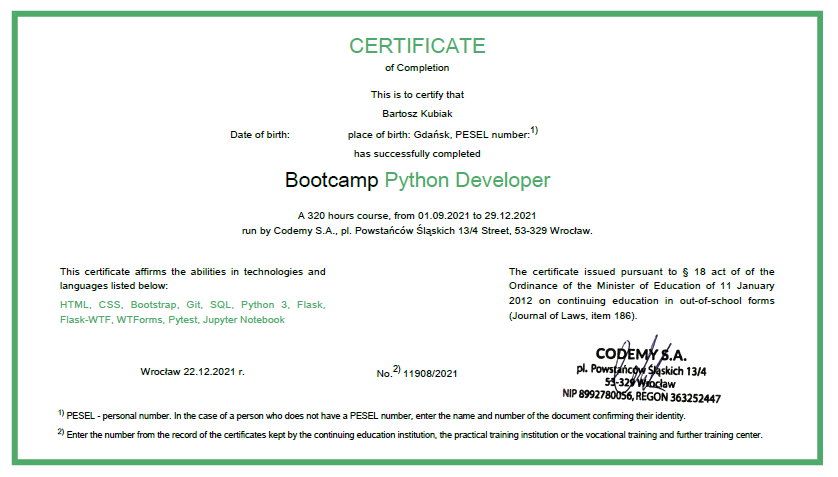 CERTIFICATE
of Completion
This is to certify that
Bartosz Kubiak
Date of birth: place of birth: Gdańsk, PESEL number:1)
has successfully completed
Bootcamp Python Developer
A 320 hours course, from 01.09.2021 to 29.12.2021
run by Codemy S.A., pl. Powstańców Śląskich 13/4 Street, 53-329 Wrocław.
This certificate affirms the abilities in technologies and
languages listed below:
HTML, CSS, Bootstrap, Git, SQL, Python 3, Flask,
Flask-WTF, WTForms, Pytest, Jupyter Notebook
The certificate issued pursuant to § 18 act of of the
Ordinance of the Minister of Education of 11 January
2012 on continuing education in out-of-school forms
(Journal of Laws, item 186).
Wrocław 22.12.2021 r.
No.2) 11908/2021
CODEMY S.A.
pl. Powstańców Śląskich 13/4
53-329 Wrocław
NIP 8992780056, REGON 363252447
1) PESEL - personal number. In the case of a person who does not have a PESEL number, enter the name and number of the document confirming their identity.
2) Enter the number from the record of the certificates kept by the continuing education institution, the practical training institution or the vocational training and further training center.